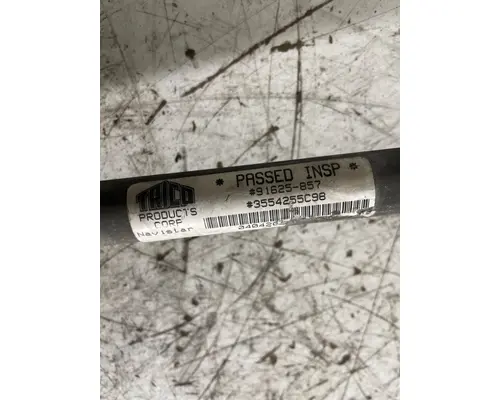 TRICO
PRODUCTS
CORP
Navistar
* PASSED INSP *
#91625-857
#3554255C98